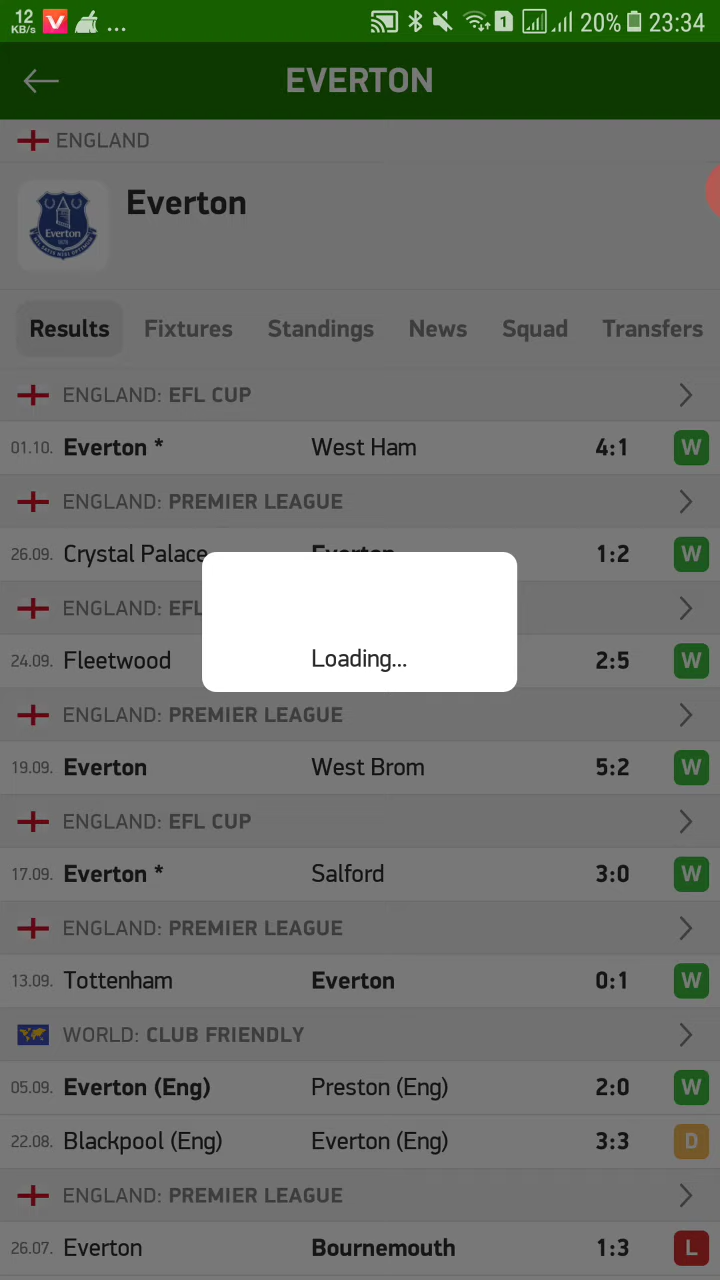 12 KB/s V ... 1 20% 23:34
EVERTON
ENGLAND
Everton
Everton
Results Fixtures Standings News Squad Transfers
ENGLAND: EFL CUP
01.10. Everton * West Ham 4:1 W
ENGLAND: PREMIER LEAGUE
26.09. Crystal Palace Everton 1:2 W
ENGLAND: EFL
24.09. Fleetwood 2:5 W
Loading...
ENGLAND: PREMIER LEAGUE
19.09. Everton West Brom 5:2 W
ENGLAND: EFL CUP
17.09. Everton * Salford 3:0 W
ENGLAND: PREMIER LEAGUE
13.09. Tottenham Everton 0:1 W
WORLD: CLUB FRIENDLY
05.09. Everton (Eng) Preston (Eng) 2:0 W
22.08. Blackpool (Eng) Everton (Eng) 3:3 D
ENGLAND: PREMIER LEAGUE
26.07. Everton Bournemouth 1:3 L